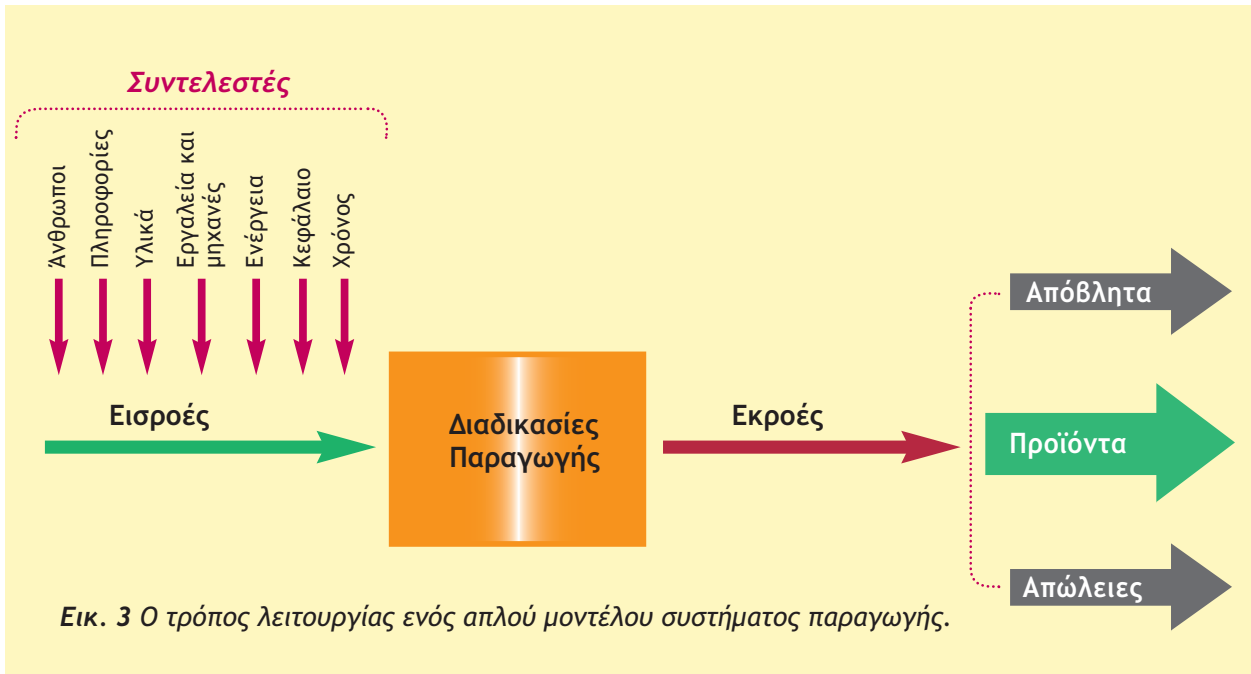 Συντελεστές
Άνθρωποι
Πληροφορίες
Υλικά
Εργαλεία και
μηχανές
Ενέργεια
Κεφάλαιο
Χρόνος
Εισροές
Διαδικασίες
Παραγωγής
Εκροές
Απόβλητα
Προϊόντα
Απώλειες
Εικ. 3 Ο τρόπος λειτουργίας ενός απλού μοντέλου συστήματος παραγωγής.